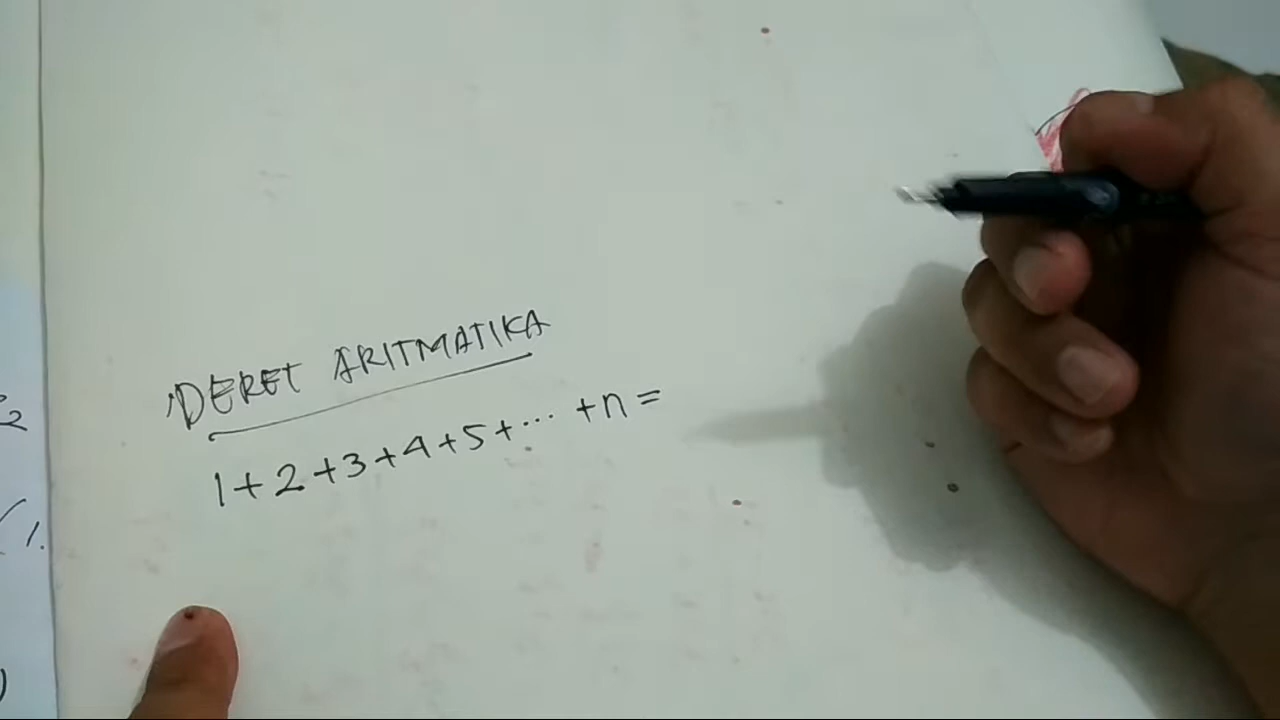 DERET ARITMATIKA
1+2+3+4+5+... +n=